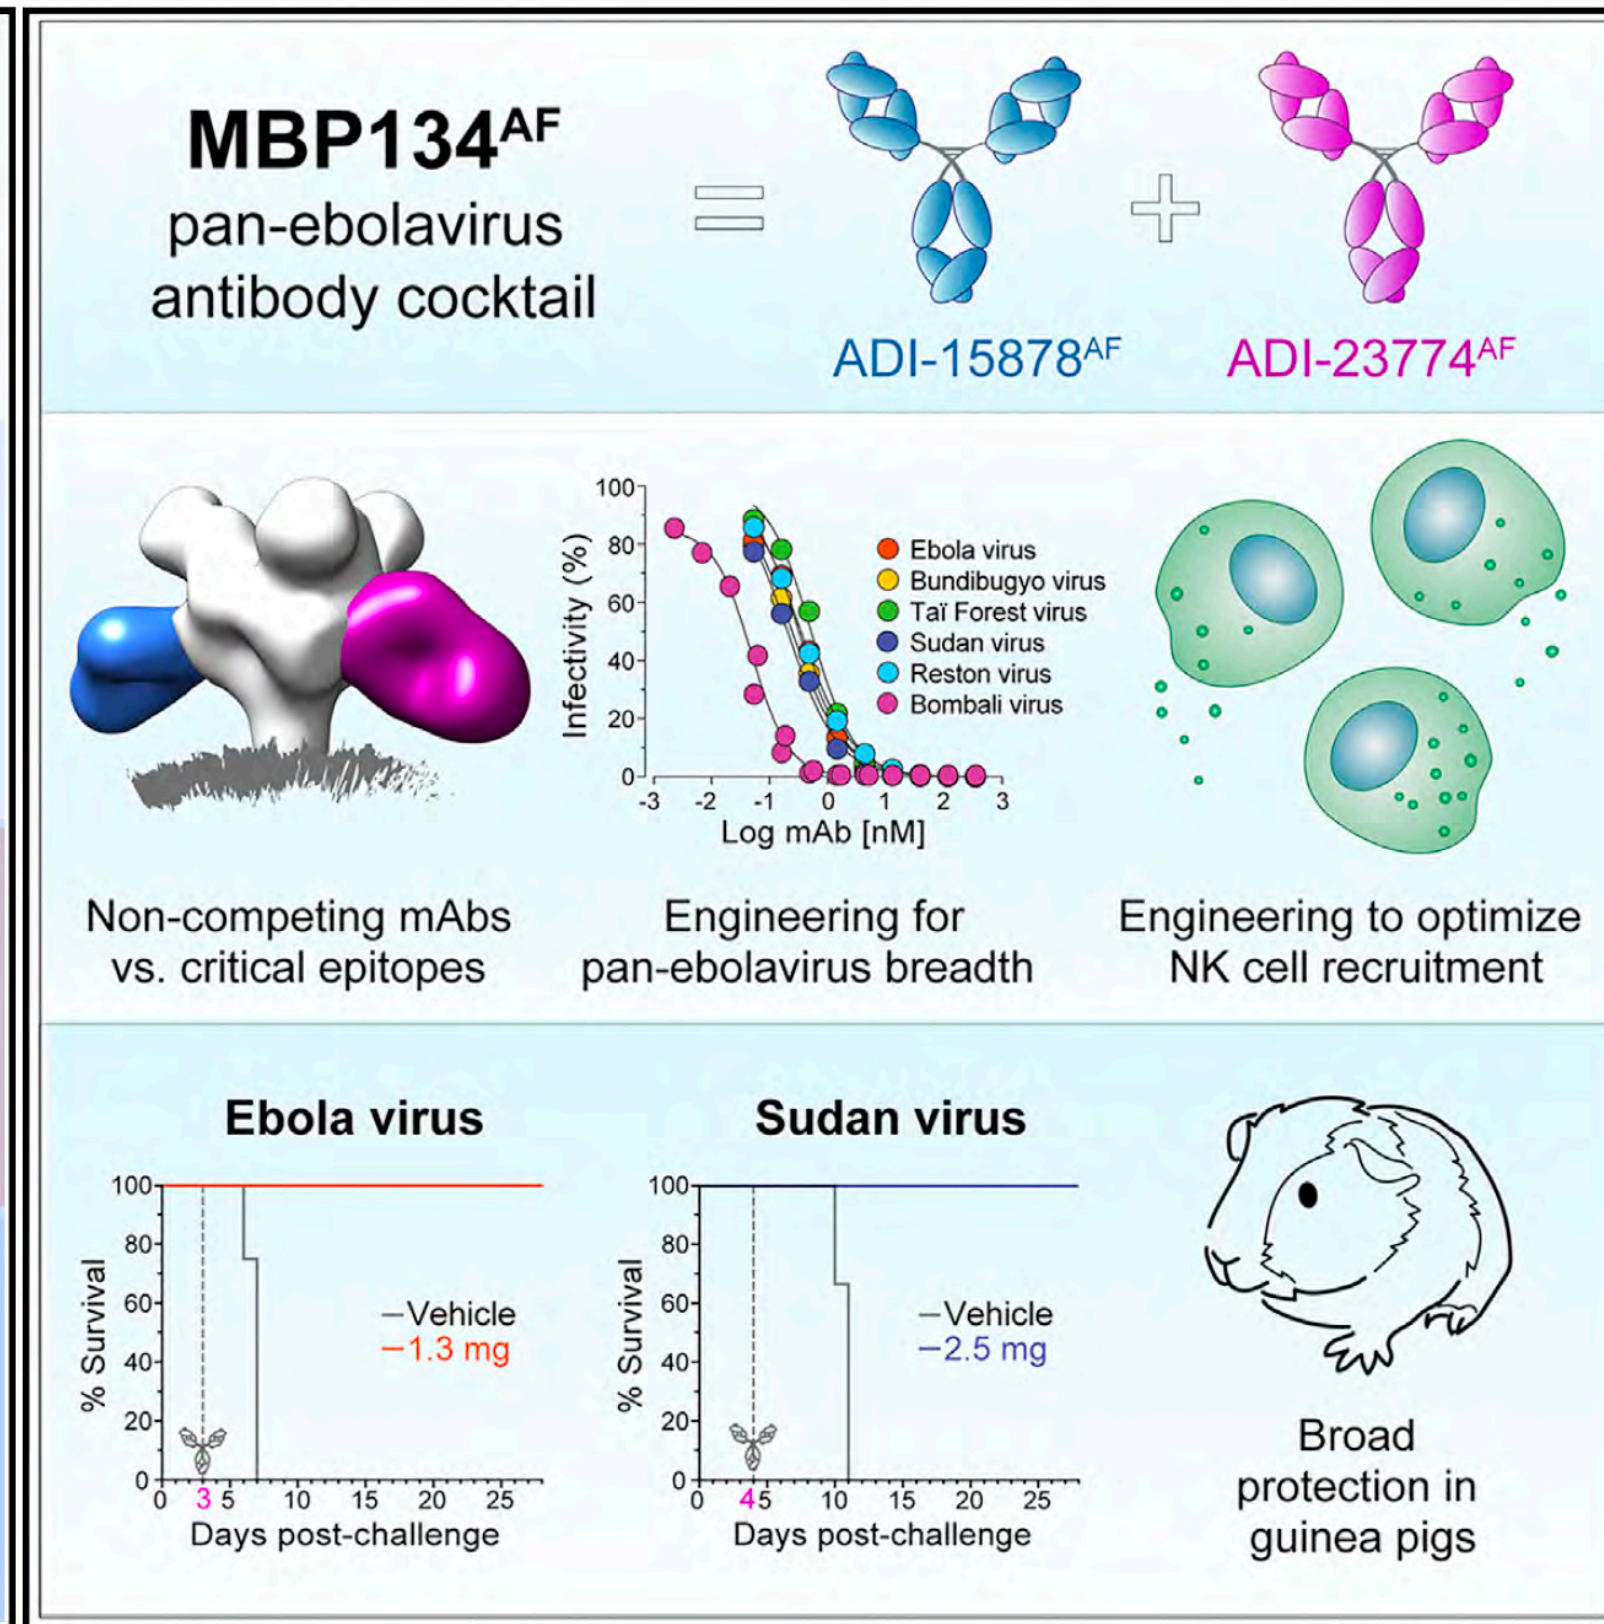 MBP134ᴬᶠ
pan-ebolavirus
antibody cocktail
ADI-15878ᴬᶠ
ADI-23774ᴬᶠ
100
80
60
40
20
0
Infectivity (%)
-3 -2 -1 0 1 2 3
Log mAb [nM]
Ebola virus
Bundibugyo virus
Taï Forest virus
Sudan virus
Reston virus
Bombali virus
Non-competing mAbs
vs. critical epitopes
Engineering for
pan-ebolavirus breadth
Engineering to optimize
NK cell recruitment
Ebola virus
100
80
60
40
20
0
% Survival
Vehicle
1.3 mg
0 3 5 10 15 20 25
Days post-challenge
Sudan virus
100
80
60
40
20
0
% Survival
Vehicle
2.5 mg
0 4 5 10 15 20 25
Days post-challenge
Broad
protection in
guinea pigs